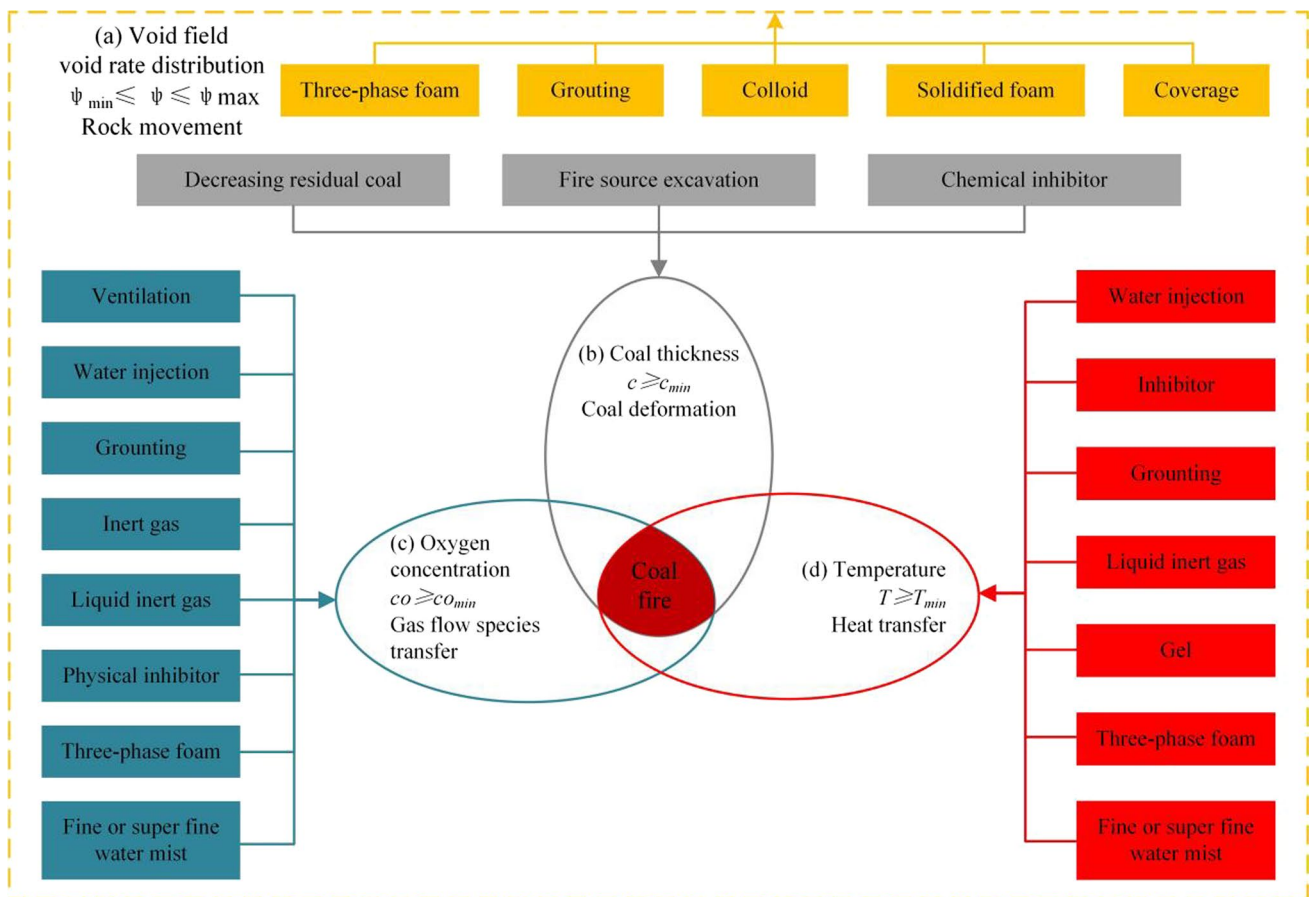 (a) Void field
void rate distribution
ψ min ≤ ψ ≤ ψ max
Rock movement
Three-phase foam
Grouting
Colloid
Solidified foam
Coverage
Decreasing residual coal
Fire source excavation
Chemical inhibitor
Ventilation
Water injection
Grounting
Inert gas
Liquid inert gas
Physical inhibitor
Three-phase foam
Fine or super fine
water mist
(b) Coal thickness
c ≥ c min
Coal deformation
(c) Oxygen
concentration
co ≥ co min
Gas flow species
transfer
Coal
fire
(d) Temperature
T ≥ T min
Heat transfer
Water injection
Inhibitor
Grounting
Liquid inert gas
Gel
Three-phase foam
Fine or super fine
water mist